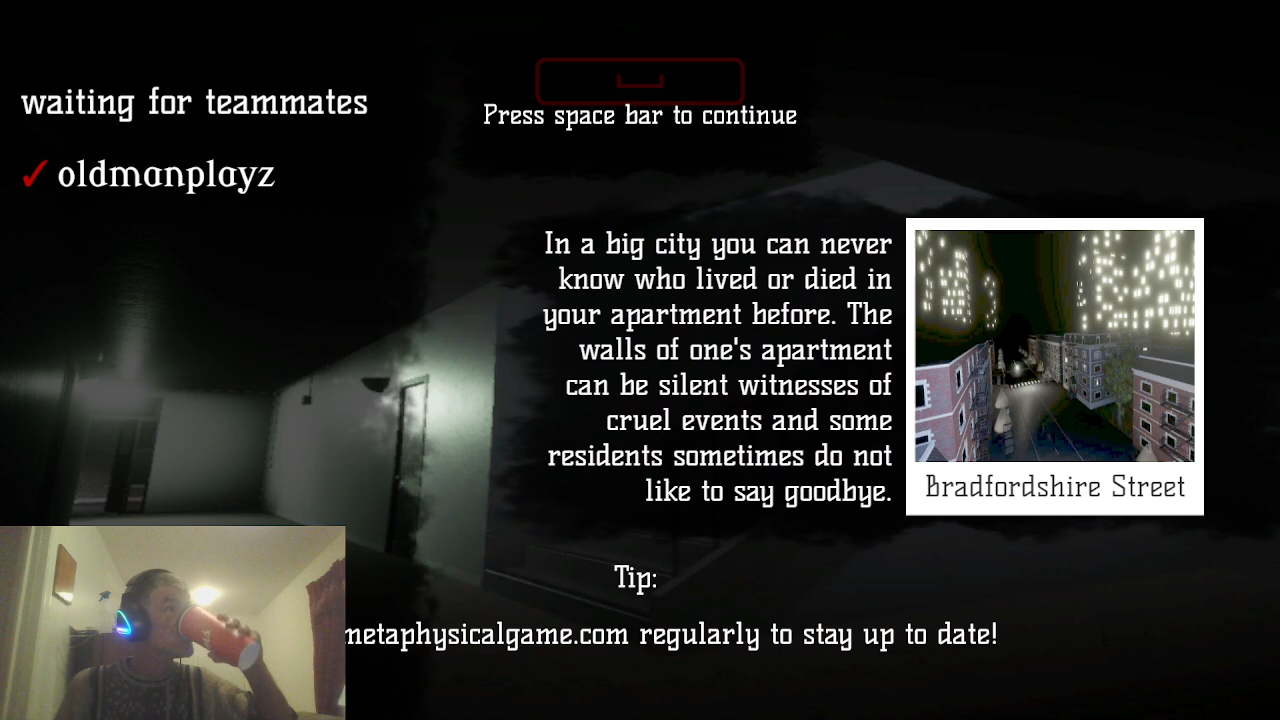 waiting for teammates
✓ oldmanplayz
Press space bar to continue
In a big city you can never
know who lived or died in
your apartment before. The
walls of one's apartment
can be silent witnesses of
cruel events and some
residents sometimes do not
like to say goodbye.
Bradfordshire Street
Tip:
metaphysicalgame.com regularly to stay up to date!